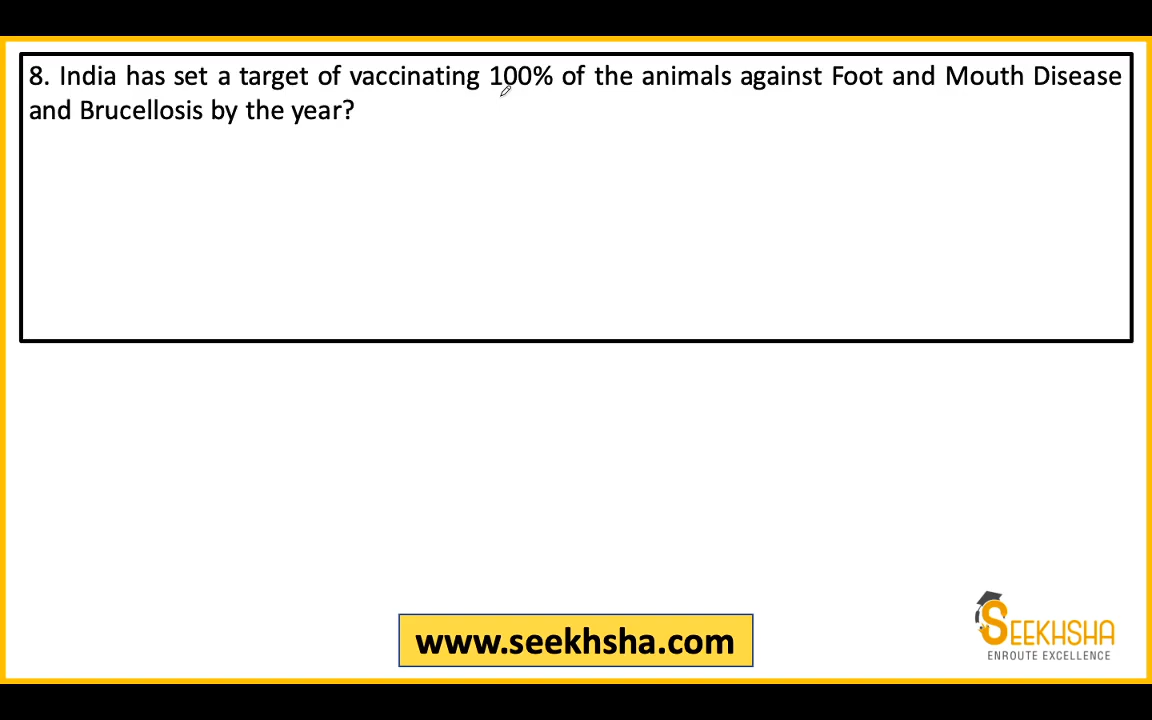 8. India has set a target of vaccinating 100% of the animals against Foot and Mouth Disease
and Brucellosis by the year?
www.seekhsha.com
SEEKHSHA
ENROUTE EXCELLENCE